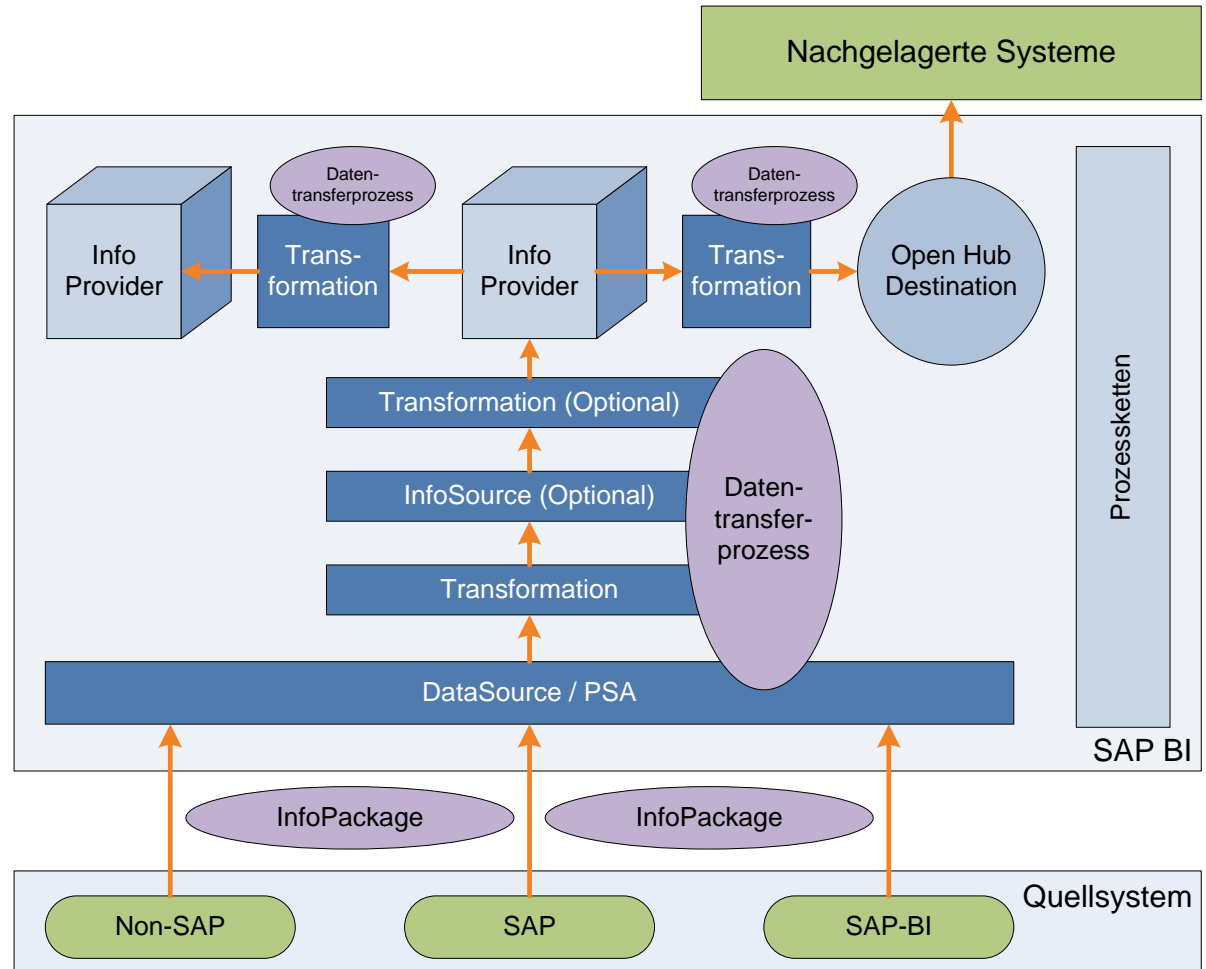 Nachgelagerte Systeme
Daten-
transferprozess
Daten-
transferprozess
Info
Provider
Trans-
formation
Info
Provider
Trans-
formation
Open Hub
Destination
Transformation (Optional)
InfoSource (Optional)
Transformation
Daten-
transfer-
prozess
Prozessketten
DataSource / PSA
SAP BI
InfoPackage
InfoPackage
Quellsystem
Non-SAP
SAP
SAP-BI